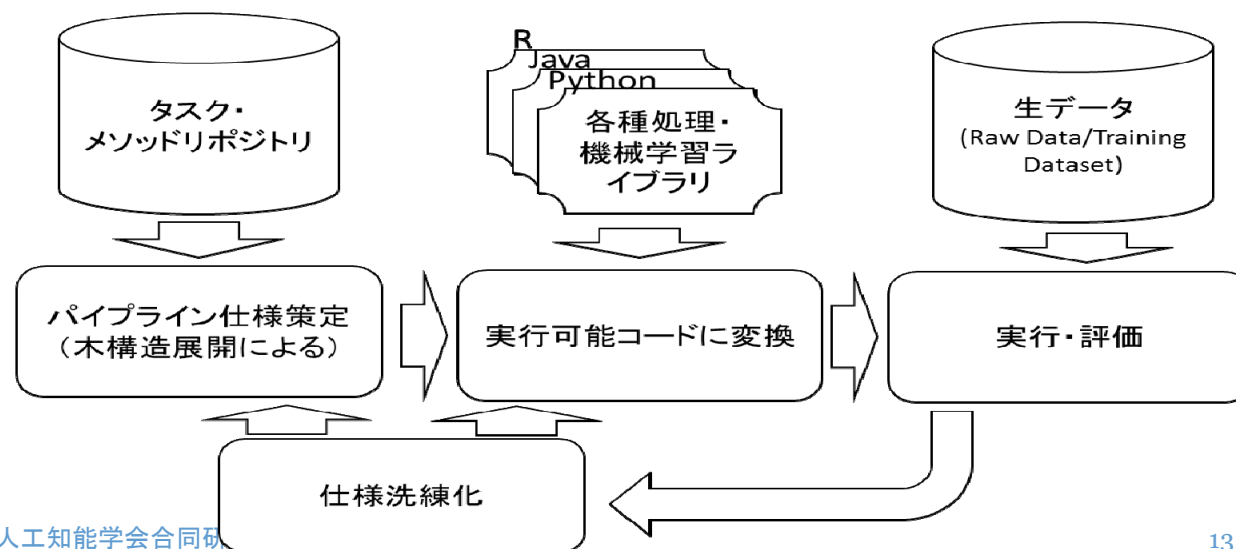 タスク・
メソッドリポジトリ
R
Java
Python
各種処理・
機械学習ラ
イブラリ
生データ
(Raw Data/Training
Dataset)
パイプライン仕様策定
（木構造展開による）
実行可能コードに変換
実行・評価
仕様洗練化
人工知能学会合同研
13